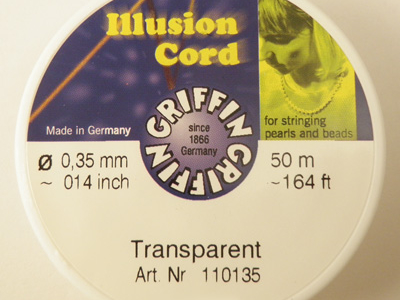 Illusion
Cord
Made in Germany
GRIFFIN GRIFFIN
since
1866
Germany
for stringing
pearls and beads
Ø 0,35 mm
~ 014 inch
50 m
~164 ft
Transparent
Art. Nr 110135